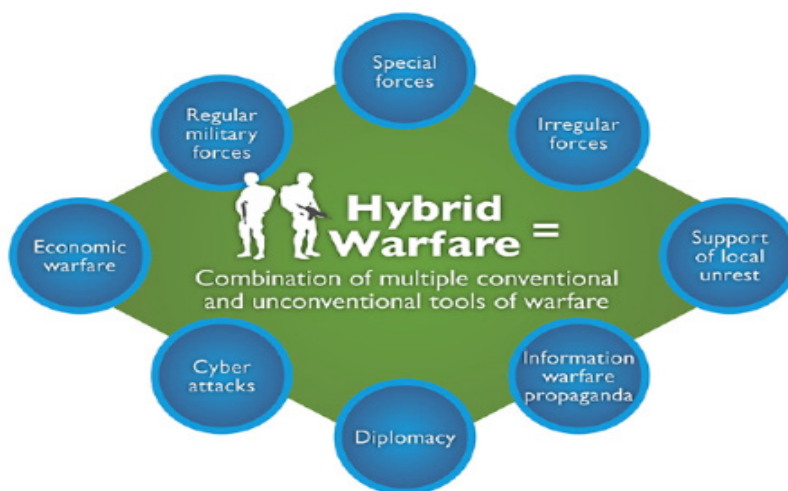 Special
forces
Regular
military
forces
Irregular
forces
Hybrid
Warfare =
Economic
warfare
Support
of local
unrest
Combination of multiple conventional
and unconventional tools of warfare
Cyber
attacks
Information
warfare
propaganda
Diplomacy